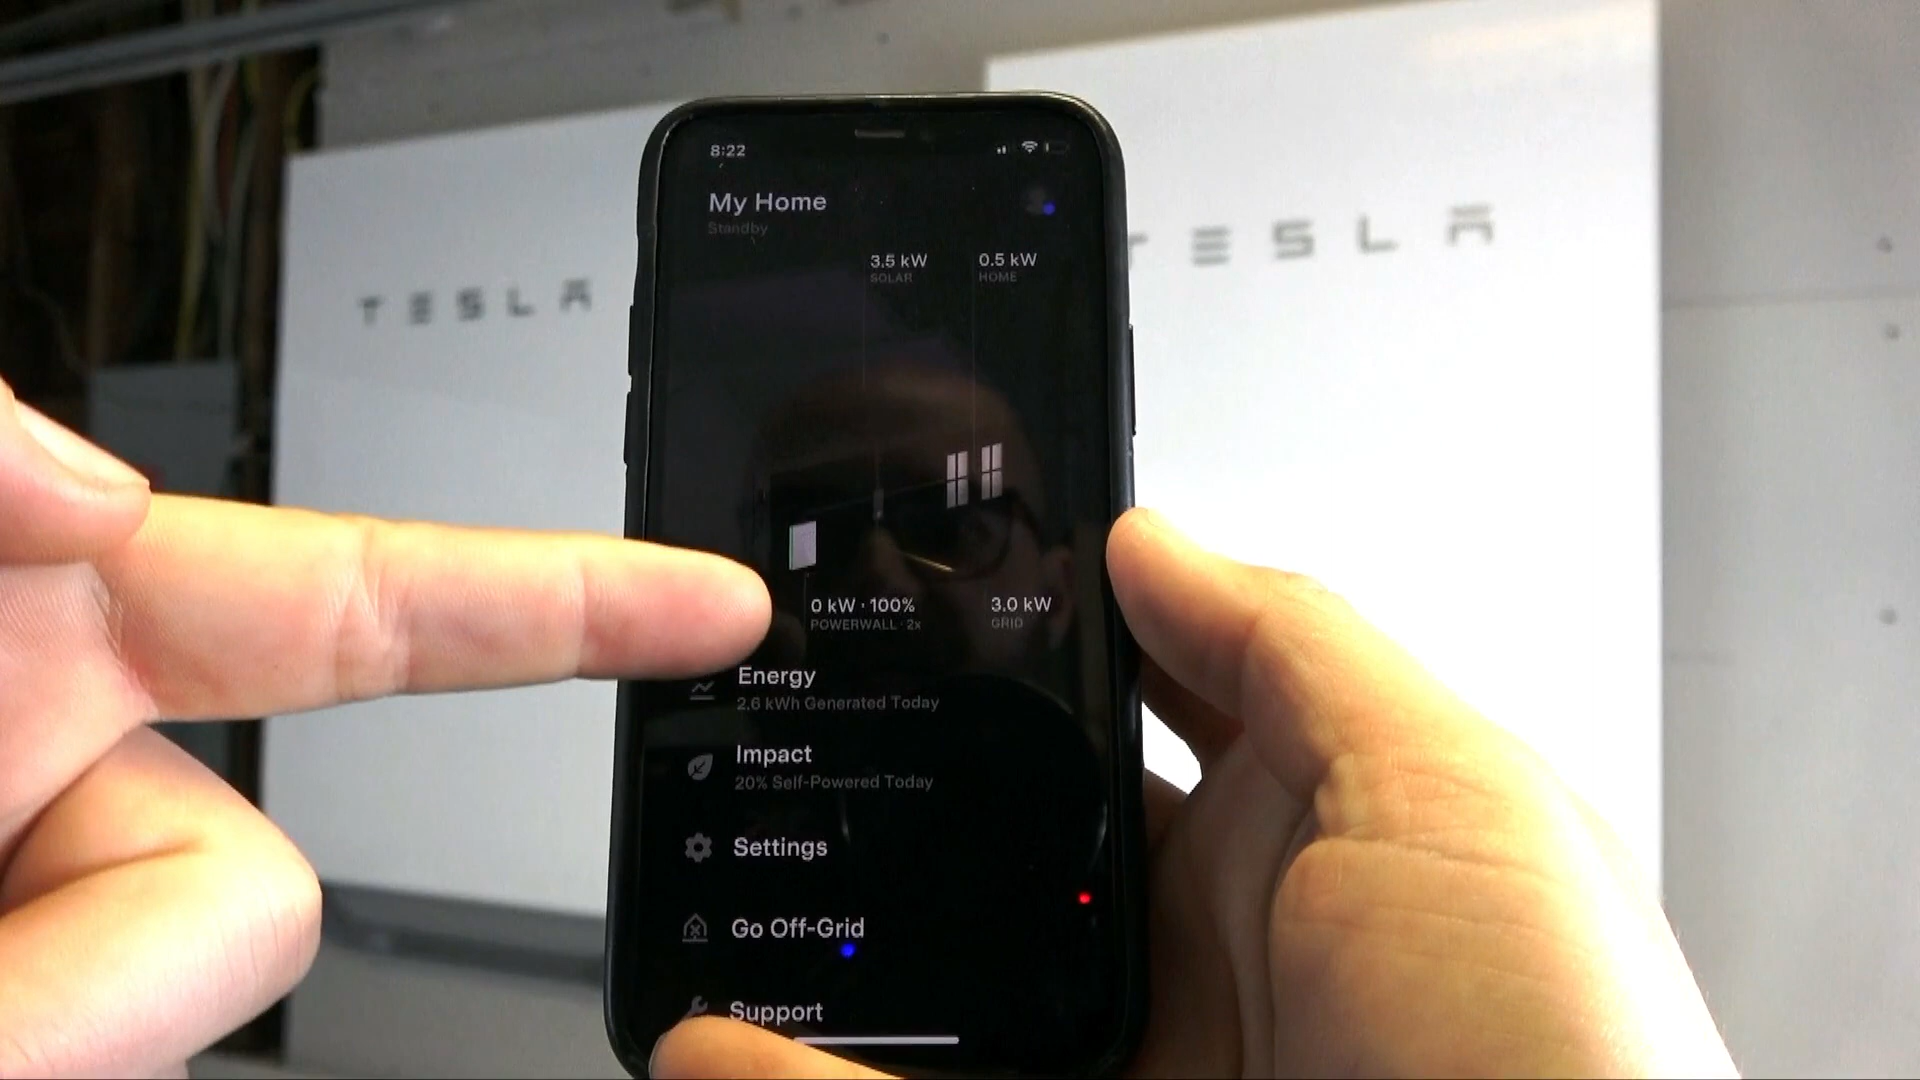 TESLA
TESLA
8:22
My Home
Standby
3.5 kW
SOLAR
0.5 kW
HOME
0 kW · 100%
POWERWALL · 2x
3.0 kW
GRID
Energy
2.6 kWh Generated Today
Impact
20% Self-Powered Today
Settings
Go Off-Grid
Support